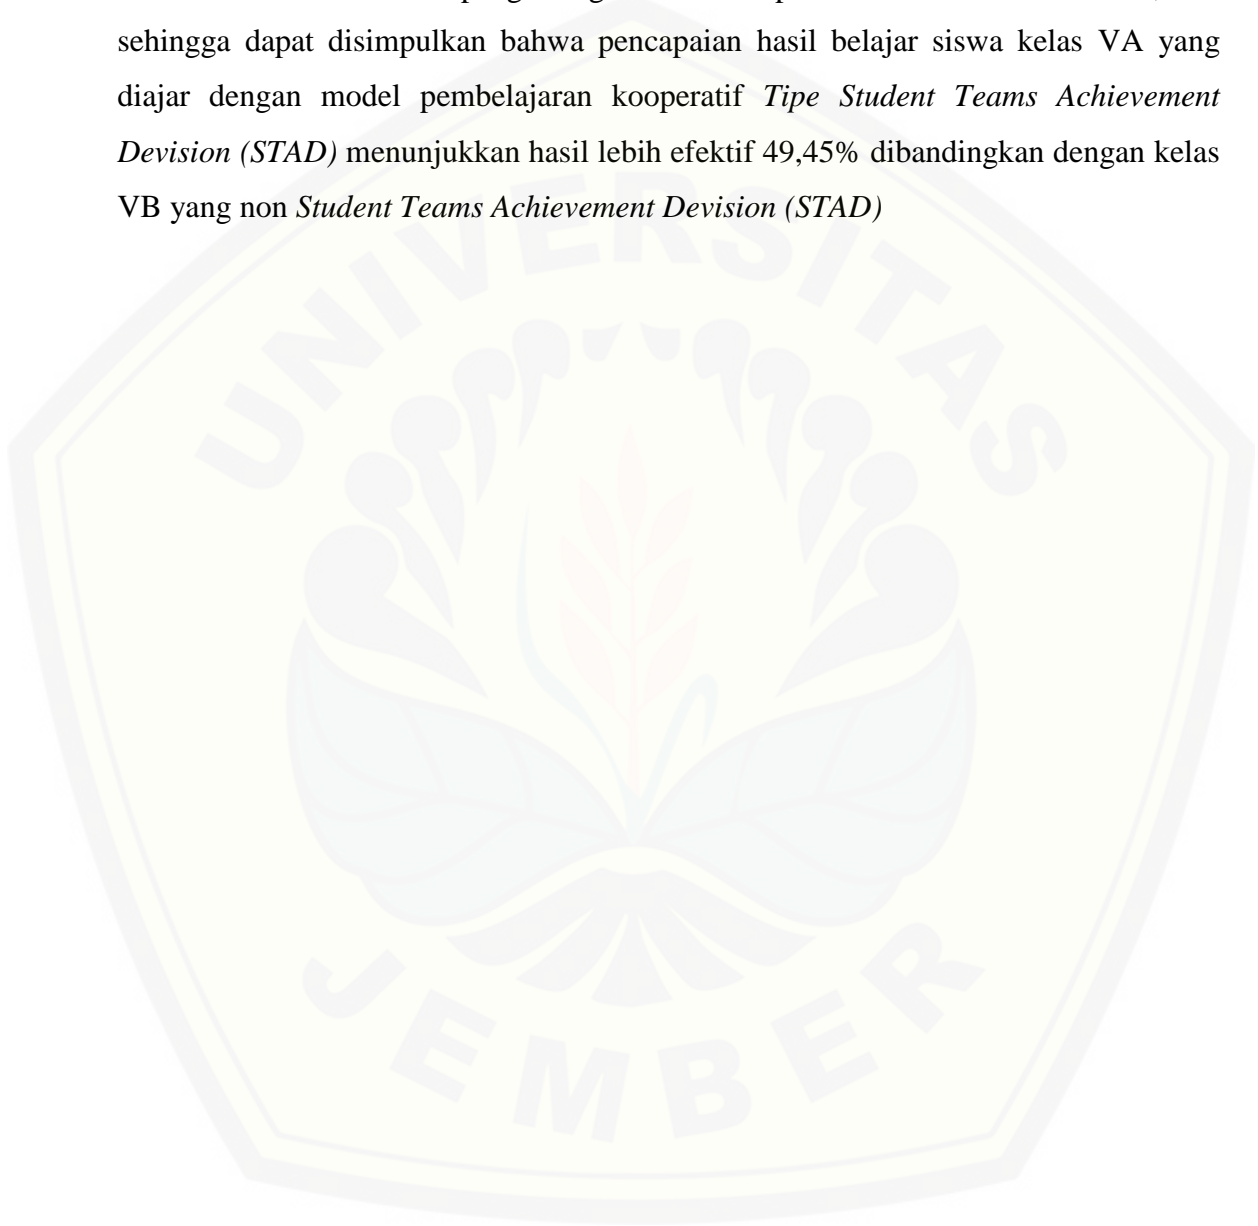 sehingga dapat disimpulkan bahwa pencapaian hasil belajar siswa kelas VA yang
diajar dengan model pembelajaran kooperatif Tipe Student Teams Achievement
Devision (STAD) menunjukkan hasil lebih efektif 49,45% dibandingkan dengan kelas
VB yang non Student Teams Achievement Devision (STAD)
UNIVERSITAS
JEMBER